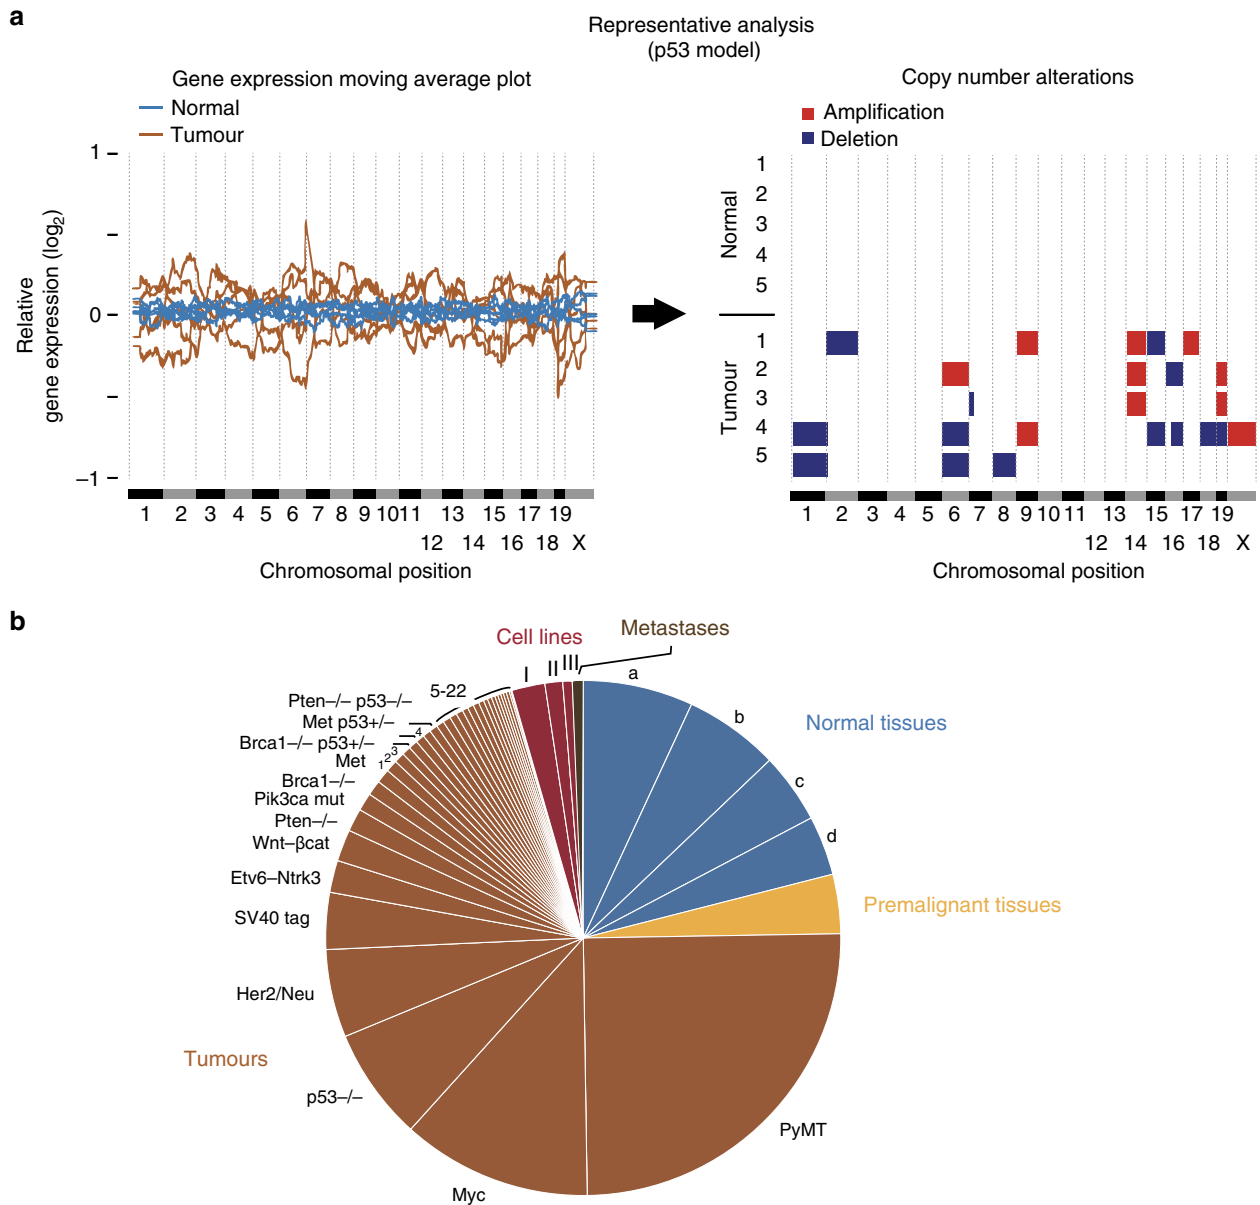 a
Representative analysis
(p53 model)
Gene expression moving average plot
Normal
Tumour
1
0
–1
Relative
gene expression (log2)
1 2 3 4 5 6 7 8 9 10 11 13 15 17 19
12 14 16 18 X
Chromosomal position
Copy number alterations
Amplification
Deletion
Normal
1
2
3
4
5
Tumour
1
2
3
4
5
1 2 3 4 5 6 7 8 9 10 11 13 15 17 19
12 14 16 18 X
Chromosomal position
b
Cell lines
Metastases
I II III
a
b
c
d
Normal tissues
Premalignant tissues
PyMT
Myc
p53–/–
Tumours
Her2/Neu
SV40 tag
Etv6–Ntrk3
Wnt–βcat
Pten–/–
Pik3ca mut
Brca1–/–
Met
1 2 3 4
Brca1–/– p53+/–
Met p53+/–
Pten–/– p53–/–
5-22